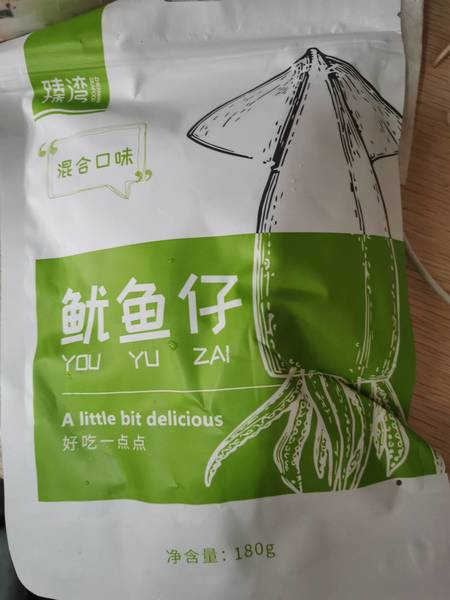 臻湾
混合口味
鱿鱼仔
YOU YU ZAI
A little bit delicious
好吃一点点
净含量：180g